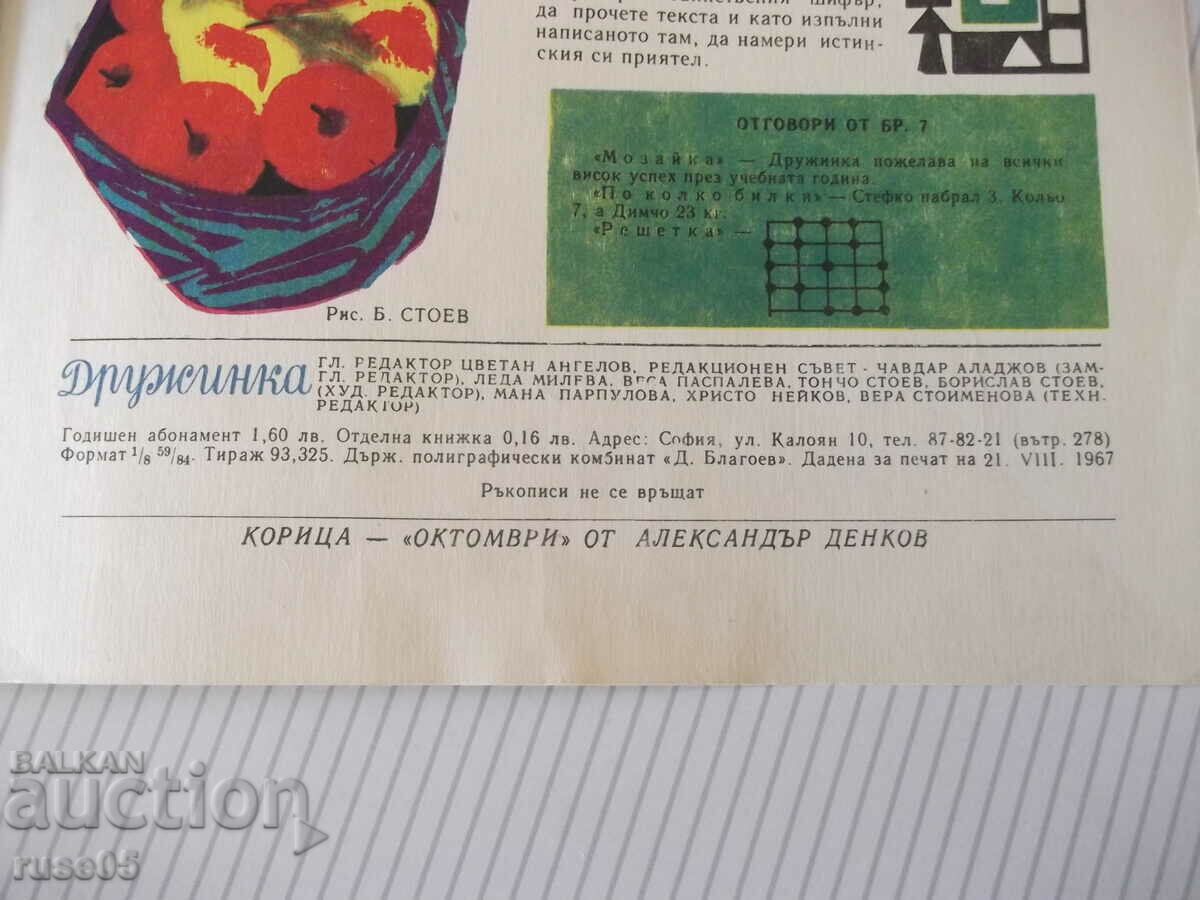 да прочете текста и като изпълни
написаното там, да намери истин-
ския си приятел.
ОТГОВОРИ ОТ БР. 7
«Мозайка» — Дружинка пожелава на всички
висок успех през учебната година.
«По колко билки» — Стефко набрал 3. Кольо
7, а Димчо 23 кг.
«Решетка» —
Рис. Б. СТОЕВ
Дружинка
ГЛ. РЕДАКТОР ЦВЕТАН АНГЕЛОВ, РЕДАКЦИОНЕН СЪВЕТ - ЧАВДАР АЛАДЖОВ (ЗАМ-
ГЛ. РЕДАКТОР), ЛЕДА МИЛЕВА, ВЕСА ПАСПАЛЕВА, ТОНЧО СТОЕВ, БОРИСЛАВ СТОЕВ,
(ХУД. РЕДАКТОР), МАНА ПАРПУЛОВА, ХРИСТО НЕЙКОВ, ВЕРА СТОИМЕНОВА (ТЕХН.
РЕДАКТОР)
Годишен абонамент 1,60 лв. Отделна книжка 0,16 лв. Адрес: София, ул. Калоян 10, тел. 87-82-21 (вътр. 278)
Формат 1/8 59/84. Тираж 93,325. Държ. полиграфически комбинат «Д. Благоев». Дадена за печат на 21. VIII. 1967
Ръкописи не се връщат
КОРИЦА — «ОКТОМВРИ» ОТ АЛЕКСАНДЪР ДЕНКОВ
BALKAN
auction
ruse05